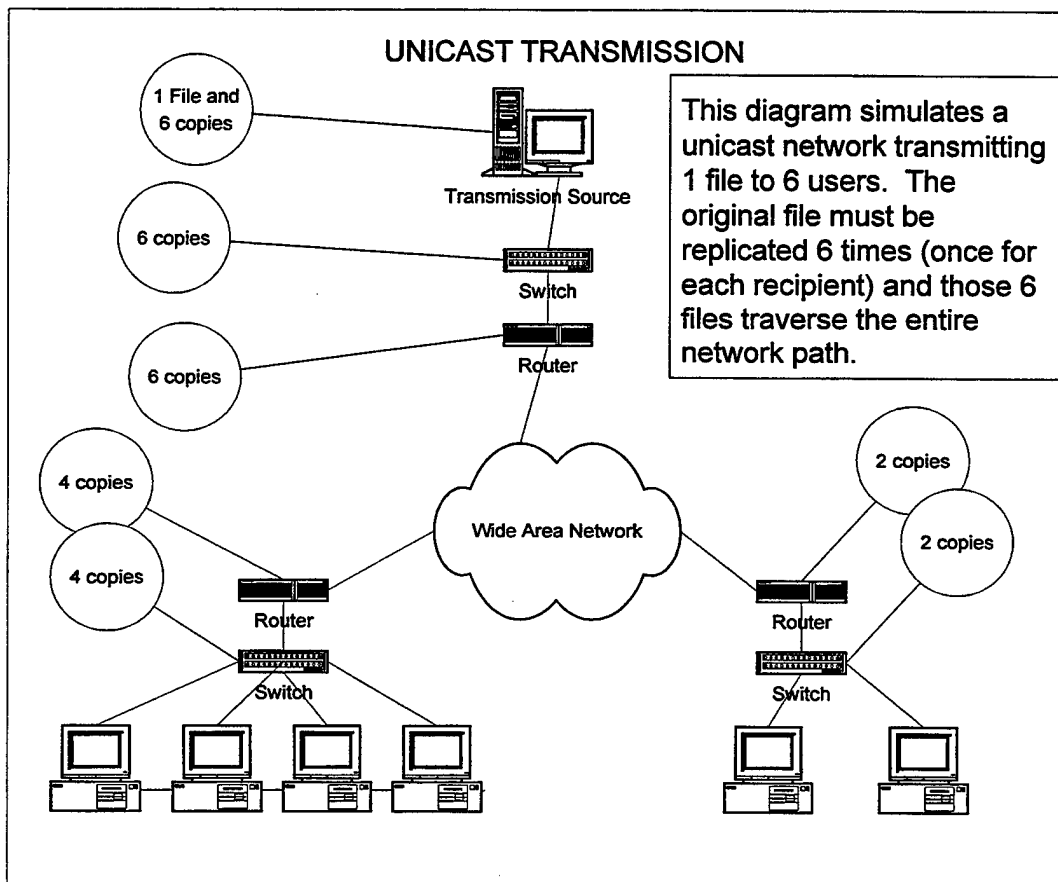 UNICAST TRANSMISSION
1 File and
6 copies
Transmission Source
This diagram simulates a
unicast network transmitting
1 file to 6 users. The
original file must be
replicated 6 times (once for
each recipient) and those 6
files traverse the entire
network path.
6 copies
Switch
6 copies
Router
4 copies
4 copies
Wide Area Network
2 copies
2 copies
Router
Switch
Router
Switch